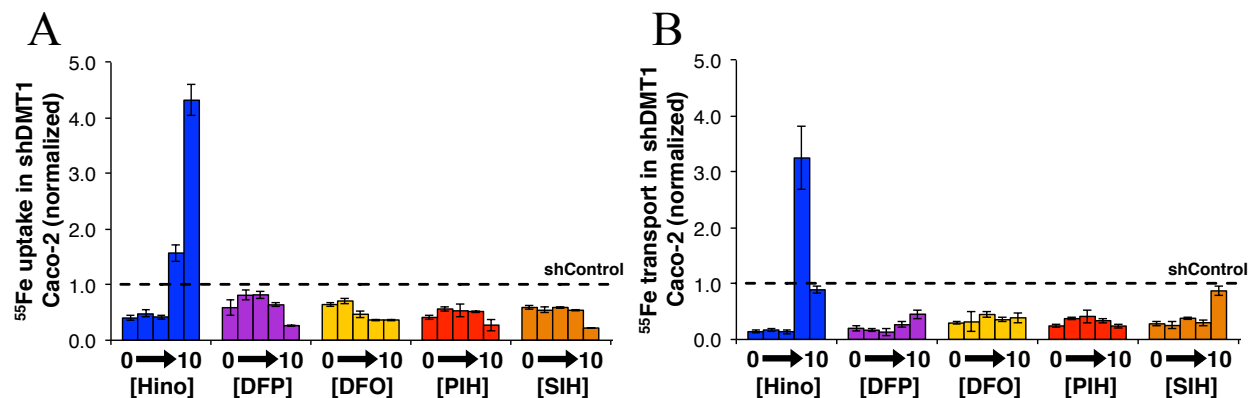 A
⁵⁵Fe uptake in shDMT1
Caco-2 (normalized)
5.0
4.0
3.0
2.0
1.0
0.0
shControl
0 10 0 10 0 10 0 10 0 10
[Hino] [DFP] [DFO] [PIH] [SIH]
B
⁵⁵Fe transport in shDMT1
Caco-2 (normalized)
5.0
4.0
3.0
2.0
1.0
0.0
shControl
0 10 0 10 0 10 0 10 0 10
[Hino] [DFP] [DFO] [PIH] [SIH]